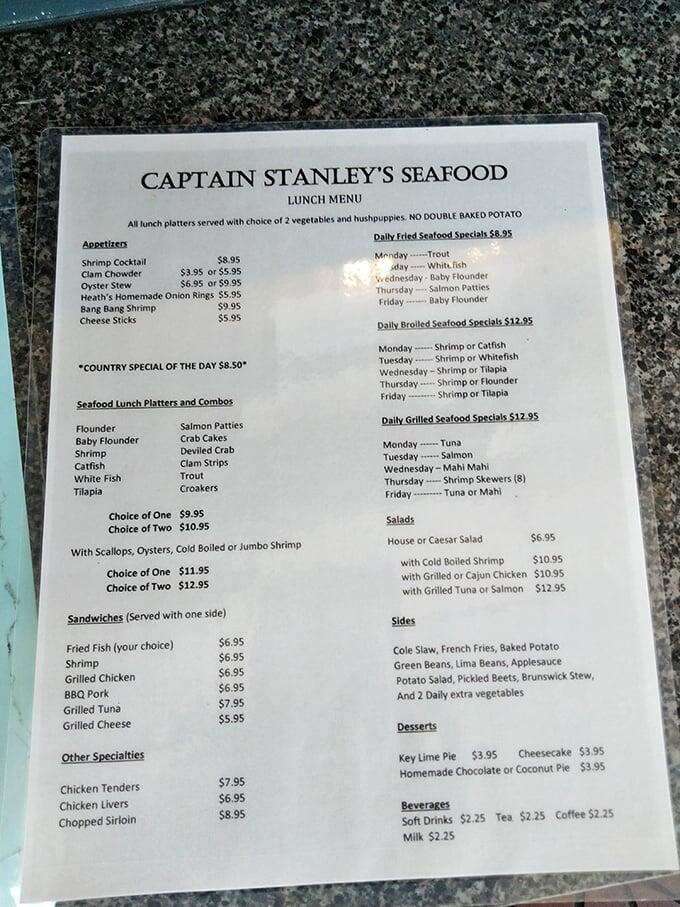 CAPTAIN STANLEY'S SEAFOOD
LUNCH MENU
All lunch platters served with choice of 2 vegetables and hushpuppies. NO DOUBLE BAKED POTATO
Appetizers
Shrimp Cocktail $8.95
Clam Chowder $3.95 or $5.95
Oyster Stew $6.95 or $9.95
Heath's Homemade Onion Rings $5.95
Bang Bang Shrimp $9.95
Cheese Sticks $5.95
*COUNTRY SPECIAL OF THE DAY $8.50*
Seafood Lunch Platters and Combos
Flounder Salmon Patties
Baby Flounder Crab Cakes
Shrimp Deviled Crab
Catfish Clam Strips
White Fish Trout
Tilapia Croakers
Choice of One $9.95
Choice of Two $10.95
With Scallops, Oysters, Cold Boiled or Jumbo Shrimp
Choice of One $11.95
Choice of Two $12.95
Sandwiches (Served with one side)
Fried Fish (your choice) $6.95
Shrimp $6.95
Grilled Chicken $6.95
BBQ Pork $6.95
Grilled Tuna $7.95
Grilled Cheese $5.95
Other Specialties
Chicken Tenders $7.95
Chicken Livers $6.95
Chopped Sirloin $8.95
Daily Fried Seafood Specials $8.95
Monday ------Trout
----- Whitefish
Wednesday - Baby Flounder
Thursday ---- Salmon Patties
Friday ------- Baby Flounder
Daily Broiled Seafood Specials $12.95
Monday ------ Shrimp or Catfish
Tuesday ------ Shrimp or Whitefish
Wednesday – Shrimp or Tilapia
Thursday ----- Shrimp or Flounder
Friday --------- Shrimp or Tilapia
Daily Grilled Seafood Specials $12.95
Monday ------ Tuna
Tuesday ------ Salmon
Wednesday – Mahi Mahi
Thursday ----- Shrimp Skewers (8)
Friday --------- Tuna or Mahi
Salads
House or Caesar Salad $6.95
with Cold Boiled Shrimp $10.95
with Grilled or Cajun Chicken $10.95
with Grilled Tuna or Salmon $12.95
Sides
Cole Slaw, French Fries, Baked Potato
Green Beans, Lima Beans, Applesauce
Potato Salad, Pickled Beets, Brunswick Stew,
And 2 Daily extra vegetables
Desserts
Key Lime Pie $3.95 Cheesecake $3.95
Homemade Chocolate or Coconut Pie $3.95
Beverages
Soft Drinks $2.25 Tea $2.25 Coffee $2.25
Milk $2.25